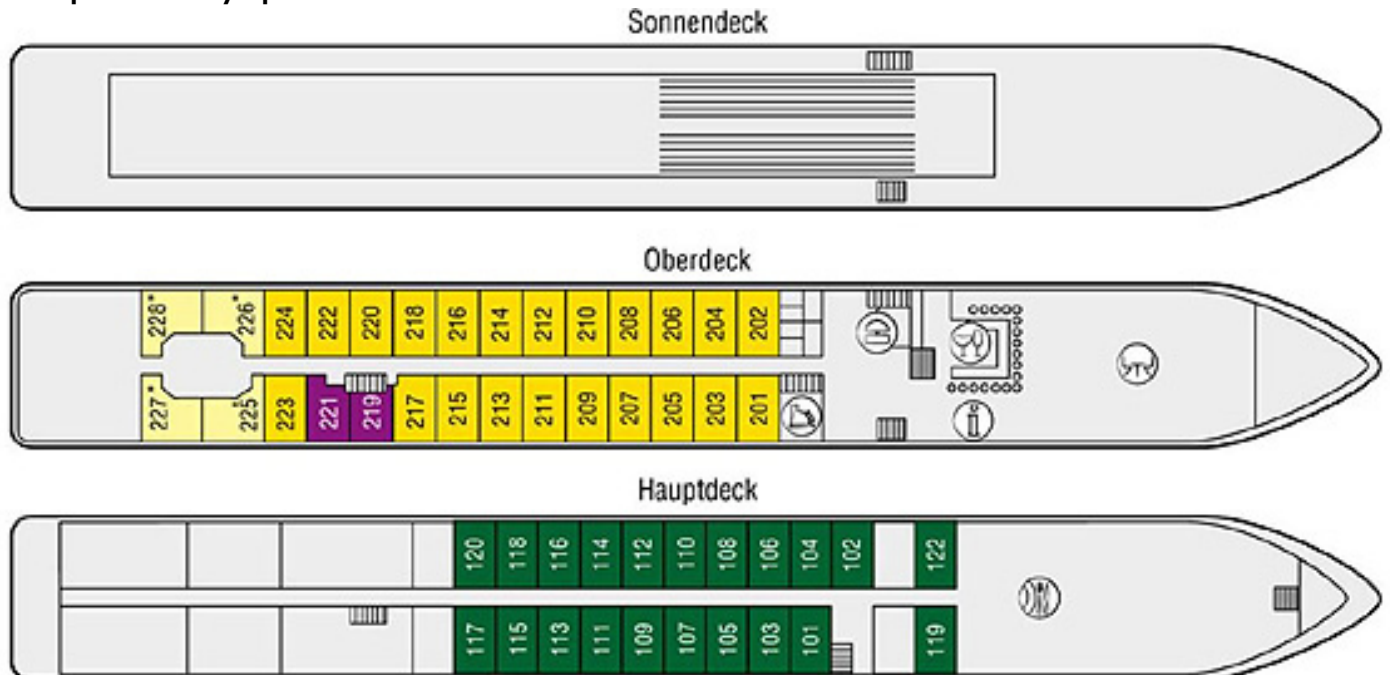 Sonnendeck
Oberdeck
228* 226* 224 222 220 218 216 214 212 210 208 206 204 202
227* 225* 223 221 219 217 215 213 211 209 207 205 203 201
i
Hauptdeck
120 118 116 114 112 110 108 106 104 102 122
117 115 113 111 109 107 105 103 101 119